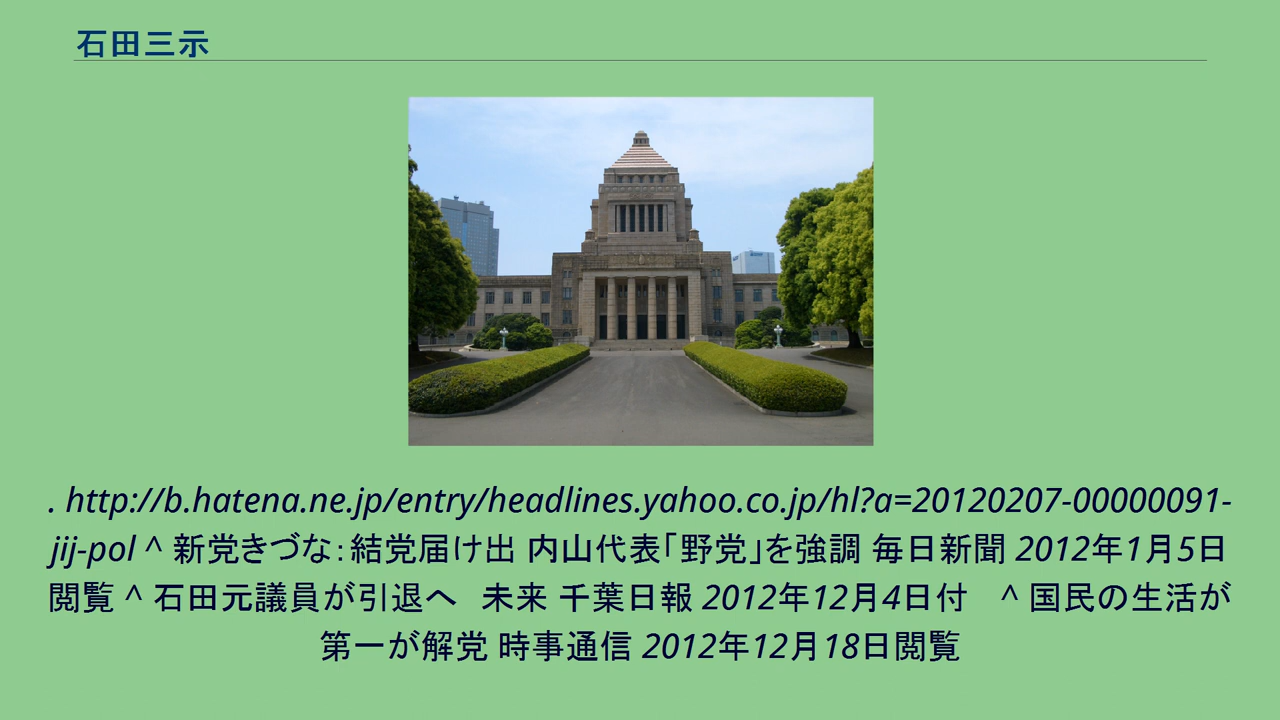 石田三示
. http://b.hatena.ne.jp/entry/headlines.yahoo.co.jp/hl?a=20120207-00000091-
jij-pol ^ 新党きづな：結党届け出 内山代表「野党」を強調 毎日新聞 2012年1月5日
閲覧 ^ 石田元議員が引退へ　未来 千葉日報 2012年12月4日付　^ 国民の生活が
第一が解党 時事通信 2012年12月18日閲覧